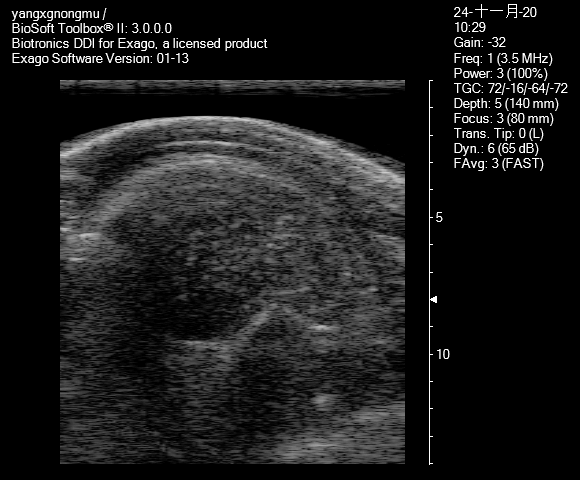 yangxgnongmu /
BioSoft Toolbox® II: 3.0.0.0
Biotronics DDI for Exago, a licensed product
Exago Software Version: 01-13
24-十一月-20
10:29
Gain: -32
Freq: 1 (3.5 MHz)
Power: 3 (100%)
TGC: 72/-16/-64/-72
Depth: 5 (140 mm)
Focus: 3 (80 mm)
Trans. Tip: 0 (L)
Dyn.: 6 (65 dB)
FAvg: 3 (FAST)
5
10